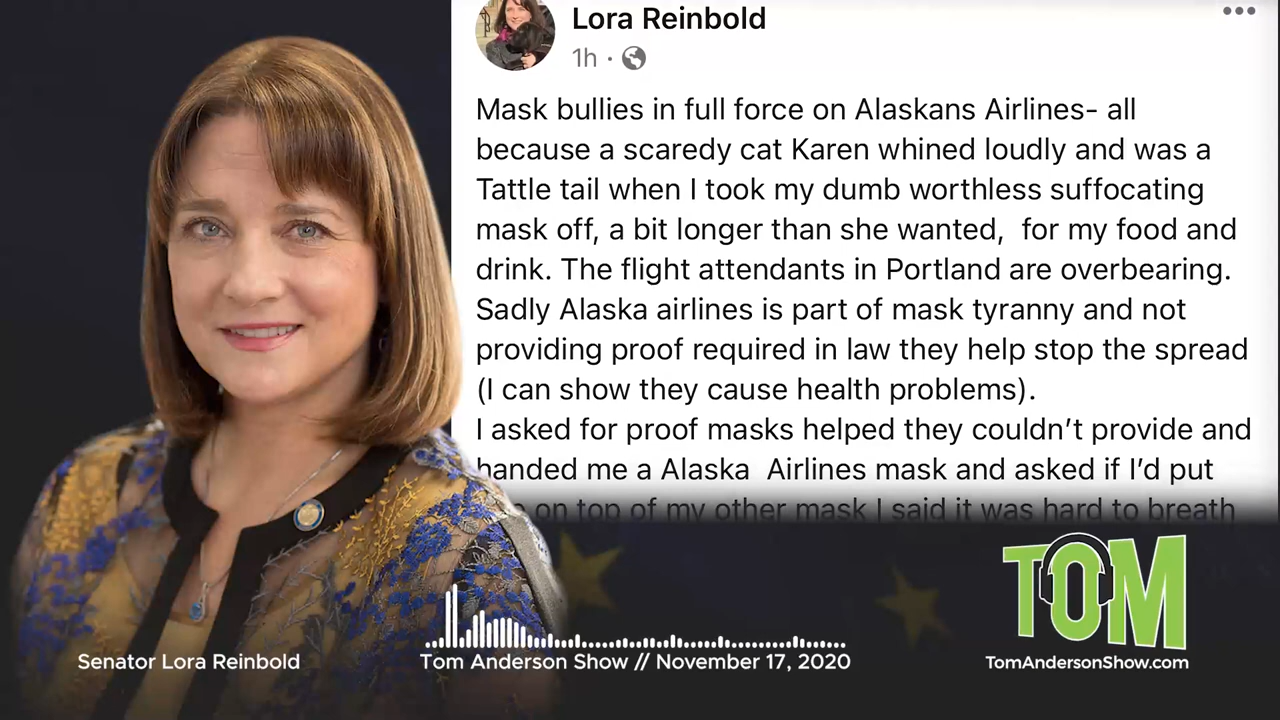 Lora Reinbold
1h ·
Mask bullies in full force on Alaskans Airlines- all
because a scaredy cat Karen whined loudly and was a
Tattle tail when I took my dumb worthless suffocating
mask off, a bit longer than she wanted,  for my food and
drink. The flight attendants in Portland are overbearing.
Sadly Alaska airlines is part of mask tyranny and not
providing proof required in law they help stop the spread
(I can show they cause health problems).
I asked for proof masks helped they couldn’t provide and
handed me a Alaska  Airlines mask and asked if I’d put
on top of my other mask I said it was hard to breath
TOM
Senator Lora Reinbold
Tom Anderson Show // November 17, 2020
TomAndersonShow.com